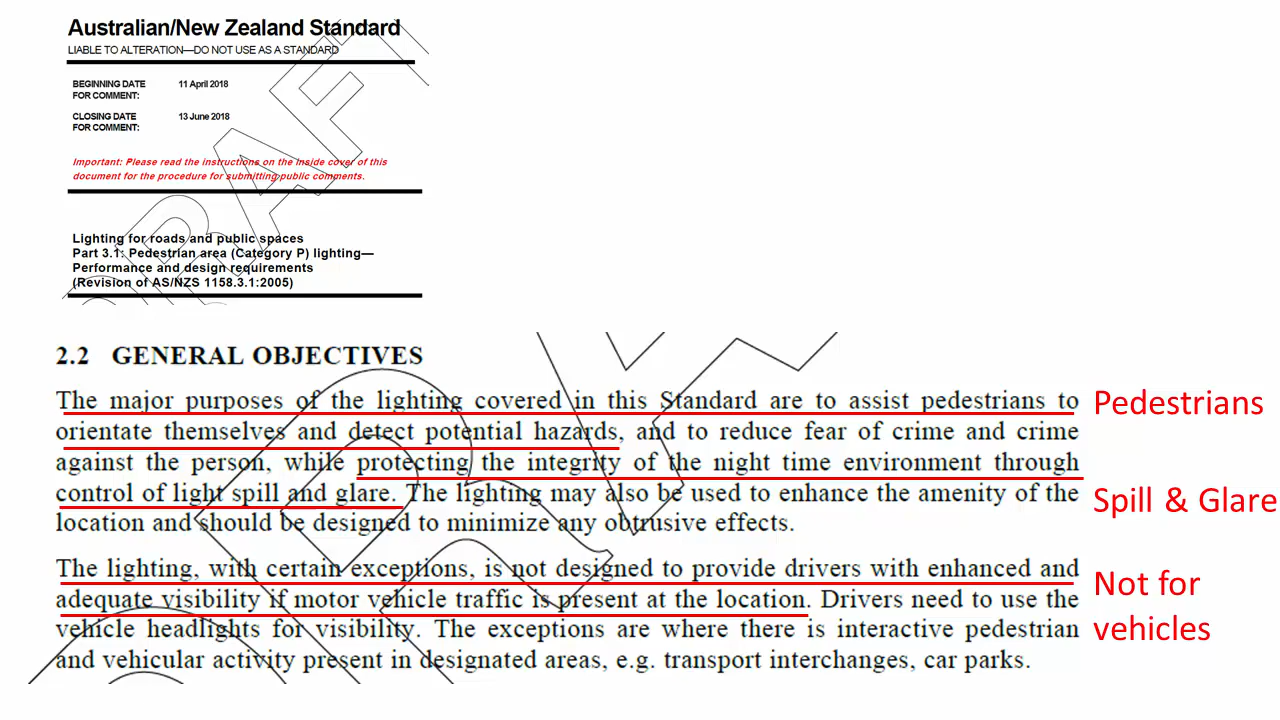 Australian/New Zealand Standard
LIABLE TO ALTERATION—DO NOT USE AS A STANDARD
BEGINNING DATE 11 April 2018
FOR COMMENT:
CLOSING DATE 13 June 2018
FOR COMMENT:
Important: Please read the instructions on the inside cover of this
document for the procedure for submitting public comments.
Lighting for roads and public spaces
Part 3.1: Pedestrian area (Category P) lighting—
Performance and design requirements
(Revision of AS/NZS 1158.3.1:2005)
2.2 GENERAL OBJECTIVES
The major purposes of the lighting covered in this Standard are to assist pedestrians to
orientate themselves and detect potential hazards, and to reduce fear of crime and crime
against the person, while protecting the integrity of the night time environment through
control of light spill and glare. The lighting may also be used to enhance the amenity of the
location and should be designed to minimize any obtrusive effects.
The lighting, with certain exceptions, is not designed to provide drivers with enhanced and
adequate visibility if motor vehicle traffic is present at the location. Drivers need to use the
vehicle headlights for visibility. The exceptions are where there is interactive pedestrian
and vehicular activity present in designated areas, e.g. transport interchanges, car parks.
Pedestrians
Spill & Glare
Not for
vehicles
DRAFT